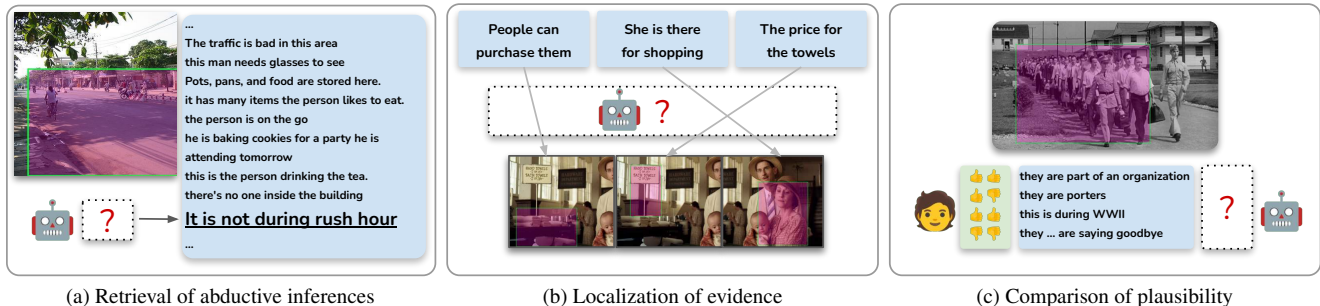 ...
The traffic is bad in this area
this man needs glasses to see
Pots, pans, and food are stored here.
it has many items the person likes to eat.
the person is on the go
he is baking cookies for a party he is
attending tomorrow
this is the person drinking the tea.
there's no one inside the building
It is not during rush hour
...
?
(a) Retrieval of abductive inferences
People can
purchase them
She is there
for shopping
The price for
the towels
?
(b) Localization of evidence
they are part of an organization
they are porters
this is during WWII
they ... are saying goodbye
?
(c) Comparison of plausibility